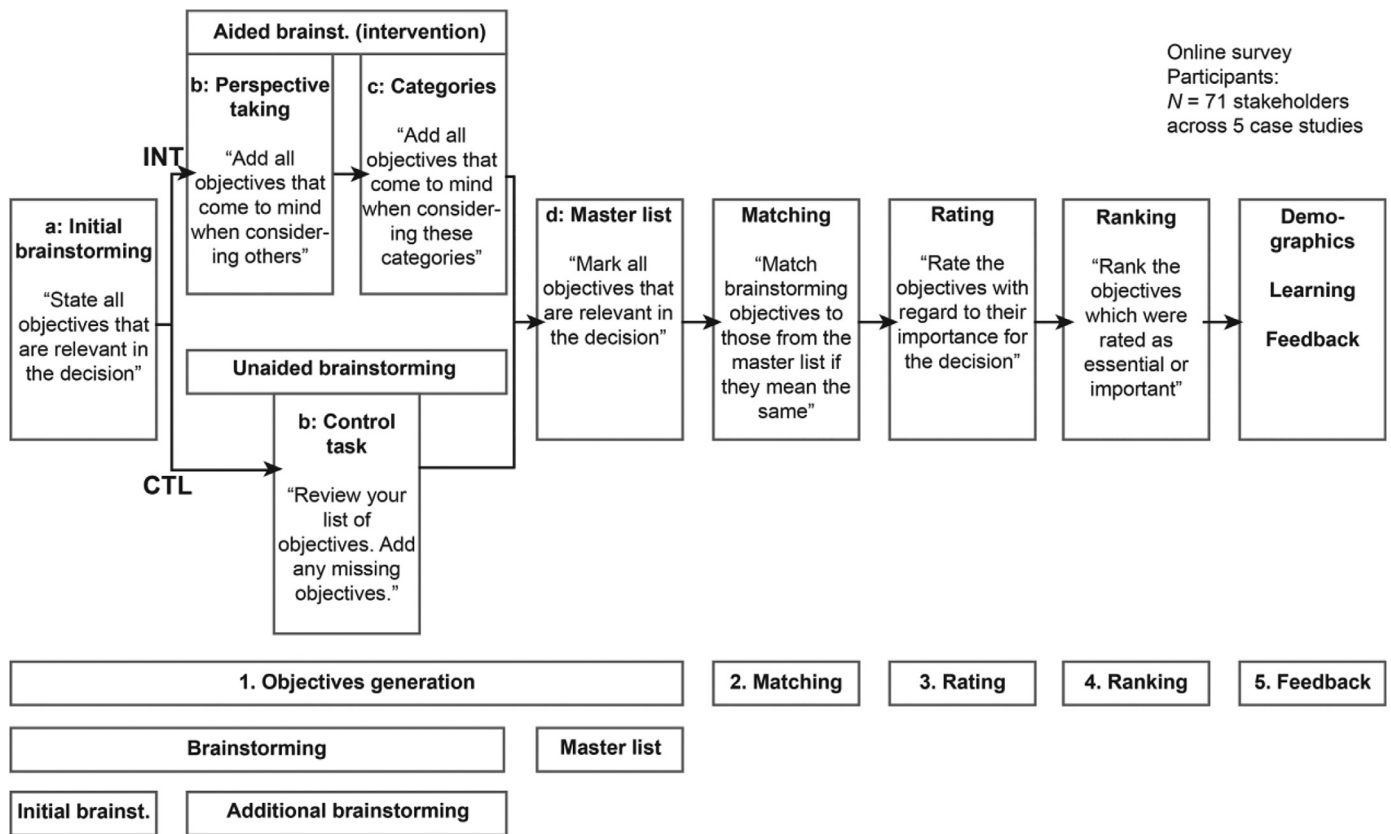 Aided brainst. (intervention)
b: Perspective
taking
“Add all
objectives that
come to mind
when consider-
ing others”
c: Categories
“Add all
objectives that
come to mind
when consider-
ing these
categories”
Online survey
Participants:
N = 71 stakeholders
across 5 case studies
INT
a: Initial
brainstorming
“State all
objectives that
are relevant in
the decision”
CTL
Unaided brainstorming
b: Control
task
“Review your
list of
objectives. Add
any missing
objectives.”
d: Master list
“Mark all
objectives that
are relevant in
the decision”
Matching
“Match
brainstorming
objectives to
those from the
master list if
they mean the
same”
Rating
“Rate the
objectives with
regard to their
importance for
the decision”
Ranking
“Rank the
objectives
which were
rated as
essential or
important”
Demo-
graphics
Learning
Feedback
1. Objectives generation
2. Matching
3. Rating
4. Ranking
5. Feedback
Brainstorming
Master list
Initial brainst.
Additional brainstorming